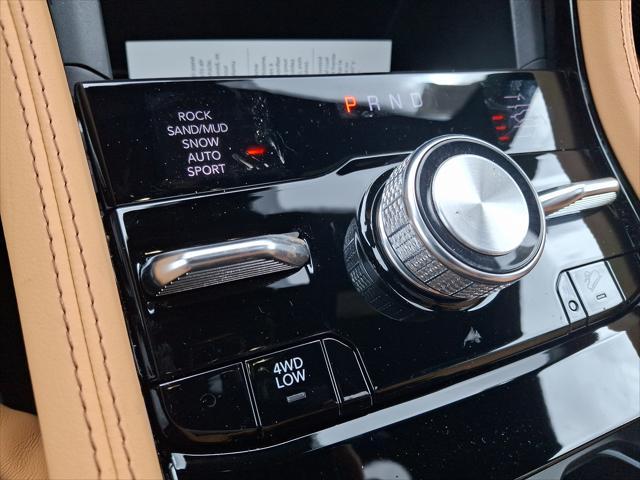 P R N D
ROCK
SAND/MUD
SNOW
AUTO
SPORT
4WD
LOW